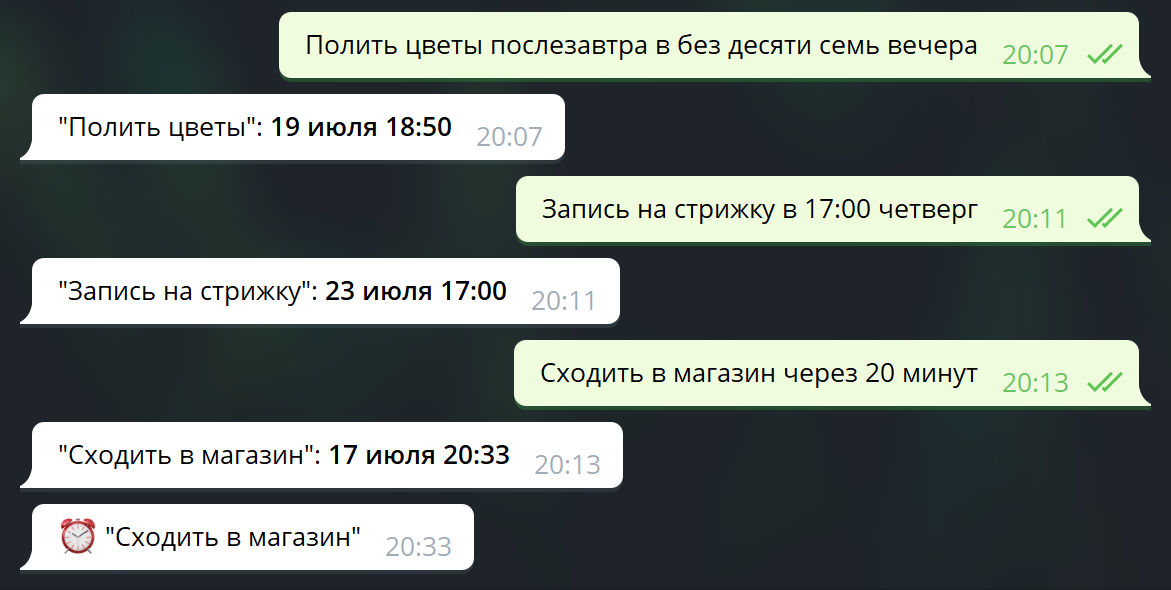 Полить цветы послезавтра в без десяти семь вечера 20:07
"Полить цветы": 19 июля 18:50 20:07
Запись на стрижку в 17:00 четверг 20:11
"Запись на стрижку": 23 июля 17:00 20:11
Сходить в магазин через 20 минут 20:13
"Сходить в магазин": 17 июля 20:33 20:13
⏰ "Сходить в магазин" 20:33